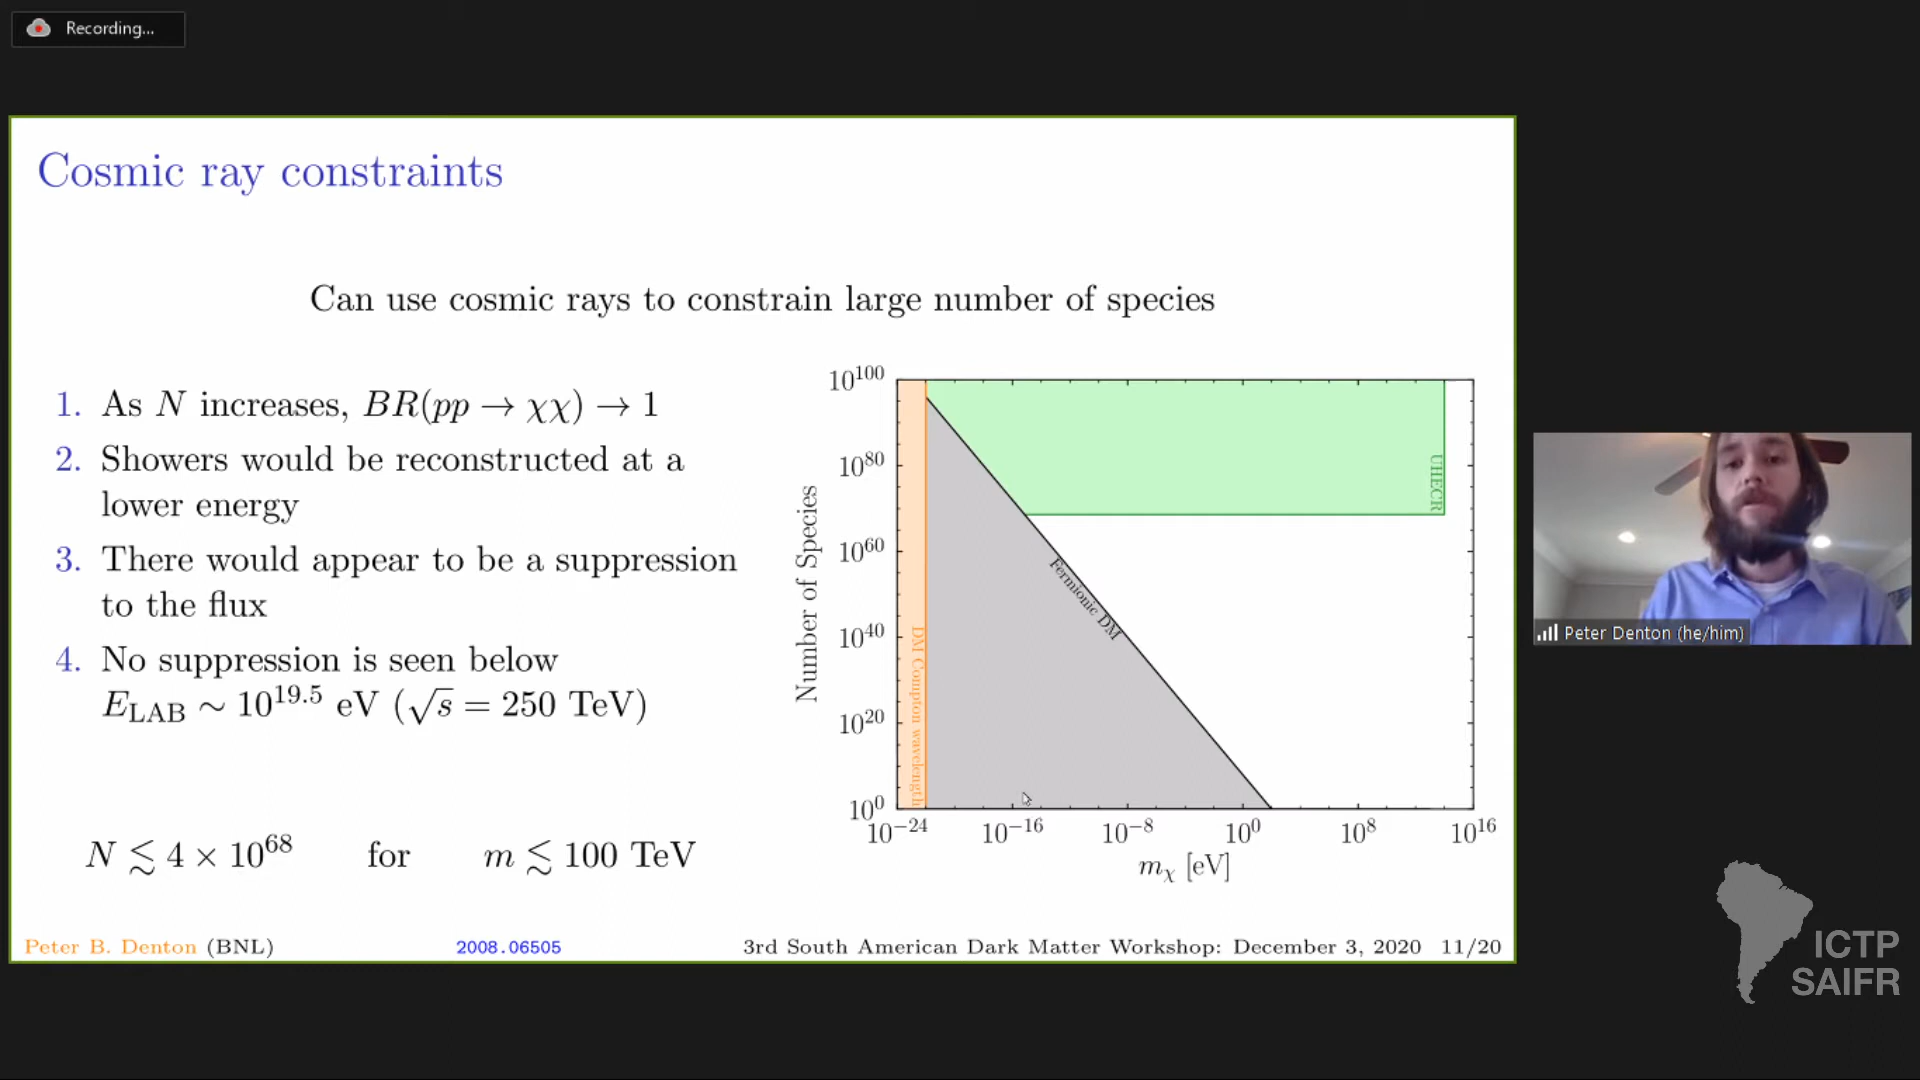 Recording...
Cosmic ray constraints
Can use cosmic rays to constrain large number of species
1. As N increases, BR(pp → χχ) → 1
2. Showers would be reconstructed at a
lower energy
3. There would appear to be a suppression
to the flux
4. No suppression is seen below
E_LAB ∼ 10^19.5 eV (√s = 250 TeV)
N ≲ 4 × 10^68 for m ≲ 100 TeV
Number of Species
10^100
10^80
10^60
10^40
10^20
10^0
10^−24 10^−16 10^−8 10^0 10^8 10^16
m_χ [eV]
DM Compton wavelength
Fermionic DM
UHECR
Peter B. Denton (BNL) 2008.06505 3rd South American Dark Matter Workshop: December 3, 2020 11/20
Peter Denton (he/him)
ICTP
SAIFR